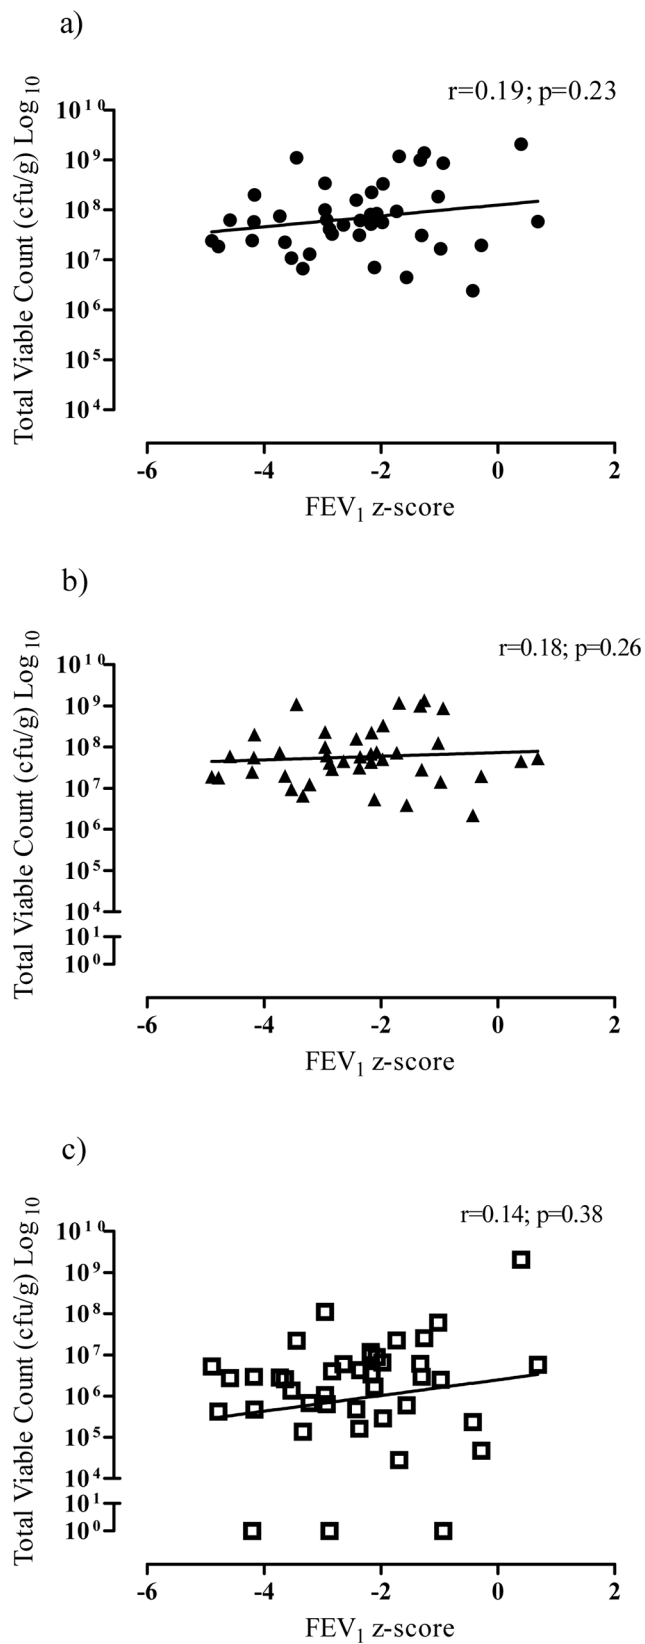 a)
r=0.19; p=0.23
Total Viable Count (cfu/g) Log₁₀
10¹⁰
10⁹
10⁸
10⁷
10⁶
10⁵
10⁴
-6 -4 -2 0 2
FEV₁ z-score
b)
r=0.18; p=0.26
Total Viable Count (cfu/g) Log₁₀
10¹⁰
10⁹
10⁸
10⁷
10⁶
10⁵
10⁴
10¹
10⁰
-6 -4 -2 0 2
FEV₁ z-score
c)
r=0.14; p=0.38
Total Viable Count (cfu/g) Log₁₀
10¹⁰
10⁹
10⁸
10⁷
10⁶
10⁵
10⁴
10¹
10⁰
-6 -4 -2 0 2
FEV₁ z-score